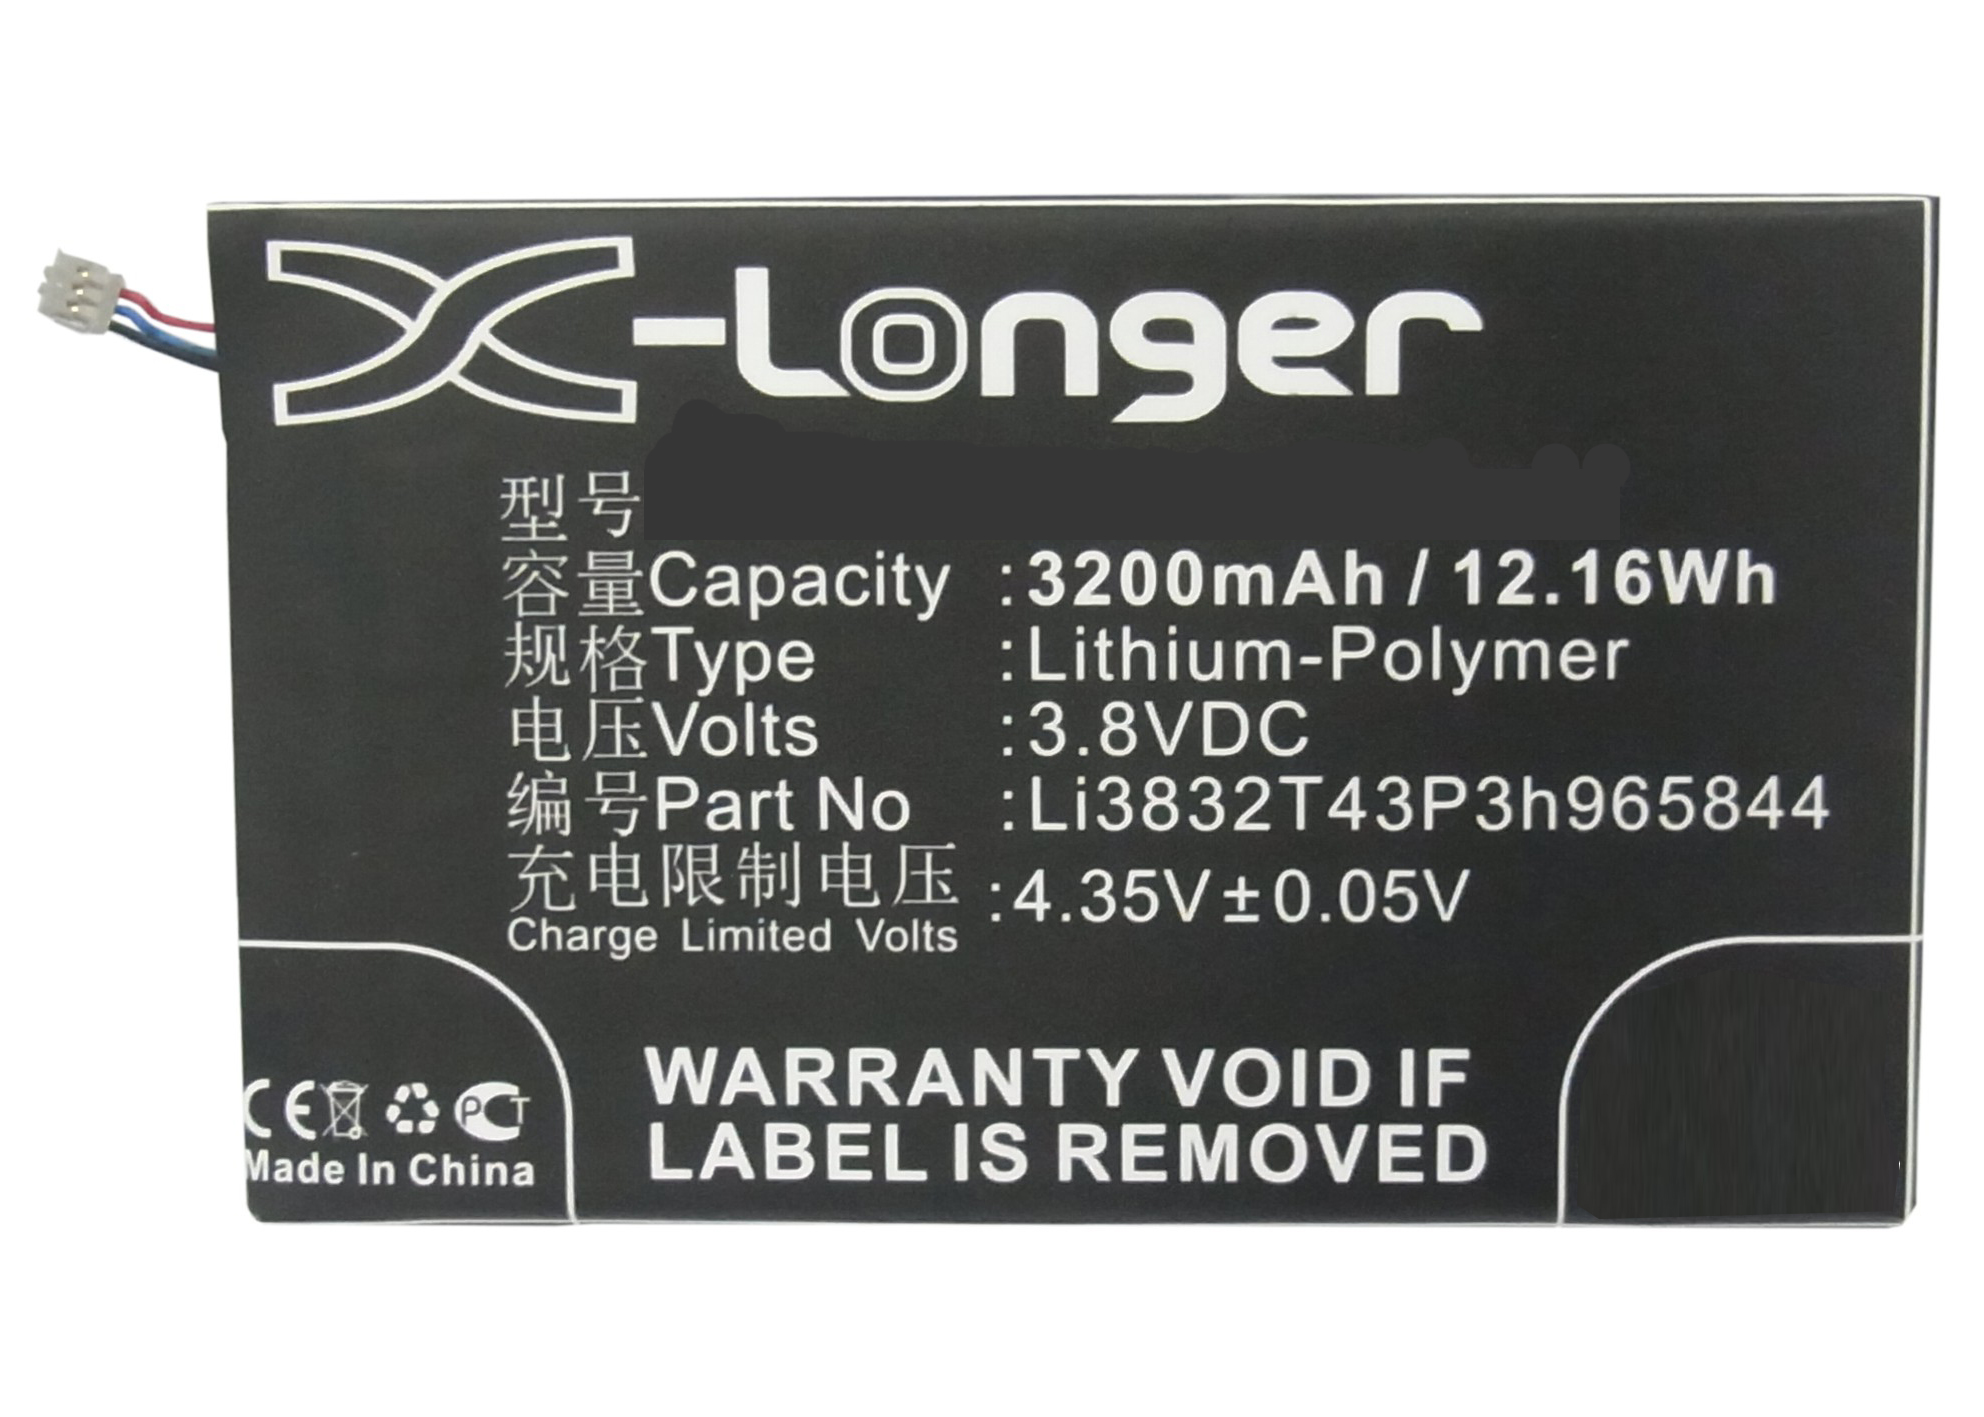 X-Longer
型号
容量Capacity :3200mAh / 12.16Wh
规格Type :Lithium-Polymer
电压Volts :3.8VDC
编号Part No :Li3832T43P3h965844
充电限制电压 :4.35V±0.05V
Charge Limited Volts
WARRANTY VOID IF
LABEL IS REMOVED
CE PCT
Made In China